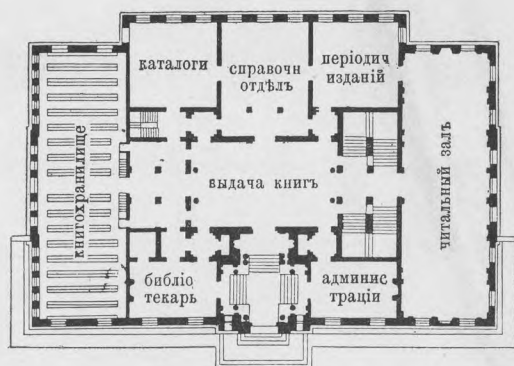 каталоги
справочн
отдѣлъ
періодич
изданій
книгохранилище
выдача книгъ
читальный залъ
библіо
текарь
админис
траціи